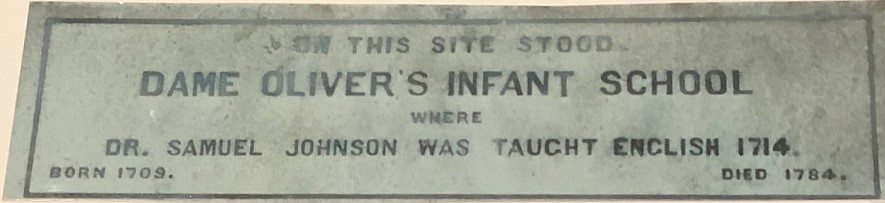 ON THIS SITE STOOD
DAME OLIVER'S INFANT SCHOOL
WHERE
DR. SAMUEL JOHNSON WAS TAUGHT ENGLISH 1714.
BORN 1709. DIED 1784.